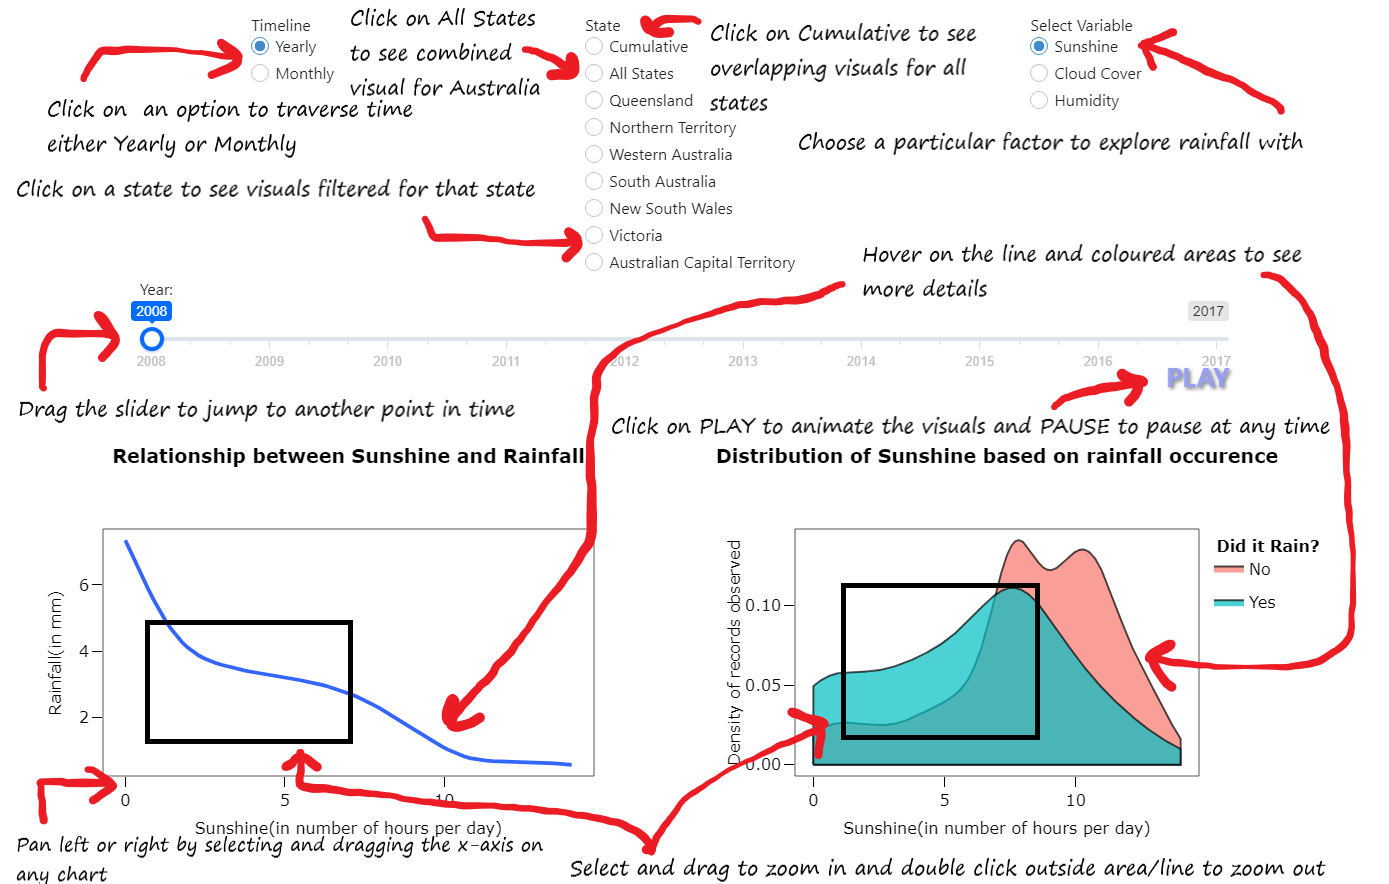 Timeline
Yearly
Monthly
Click on All States
to see combined
visual for Australia
State
Cumulative
All States
Queensland
Northern Territory
Western Australia
South Australia
New South Wales
Victoria
Australian Capital Territory
Click on Cumulative to see
overlapping visuals for all
states
Select Variable
Sunshine
Cloud Cover
Humidity
Click on  an option to traverse time
either Yearly or Monthly
Choose a particular factor to explore rainfall with
Click on a state to see visuals filtered for that state
Hover on the line and coloured areas to see
more details
Year:
2008
2017
2008 2009 2010 2011 2012 2013 2014 2015 2016 2017
PLAY
Drag the slider to jump to another point in time
Click on PLAY to animate the visuals and PAUSE to pause at any time
Relationship between Sunshine and Rainfall
Rainfall(in mm)
6
4
2
0 5 10
Sunshine(in number of hours per day)
Distribution of Sunshine based on rainfall occurence
Density of records observed
0.10
0.05
0.00
0 5 10
Sunshine(in number of hours per day)
Did it Rain?
No
Yes
Pan left or right by selecting and dragging the x-axis on
any chart
Select and drag to zoom in and double click outside area/line to zoom out